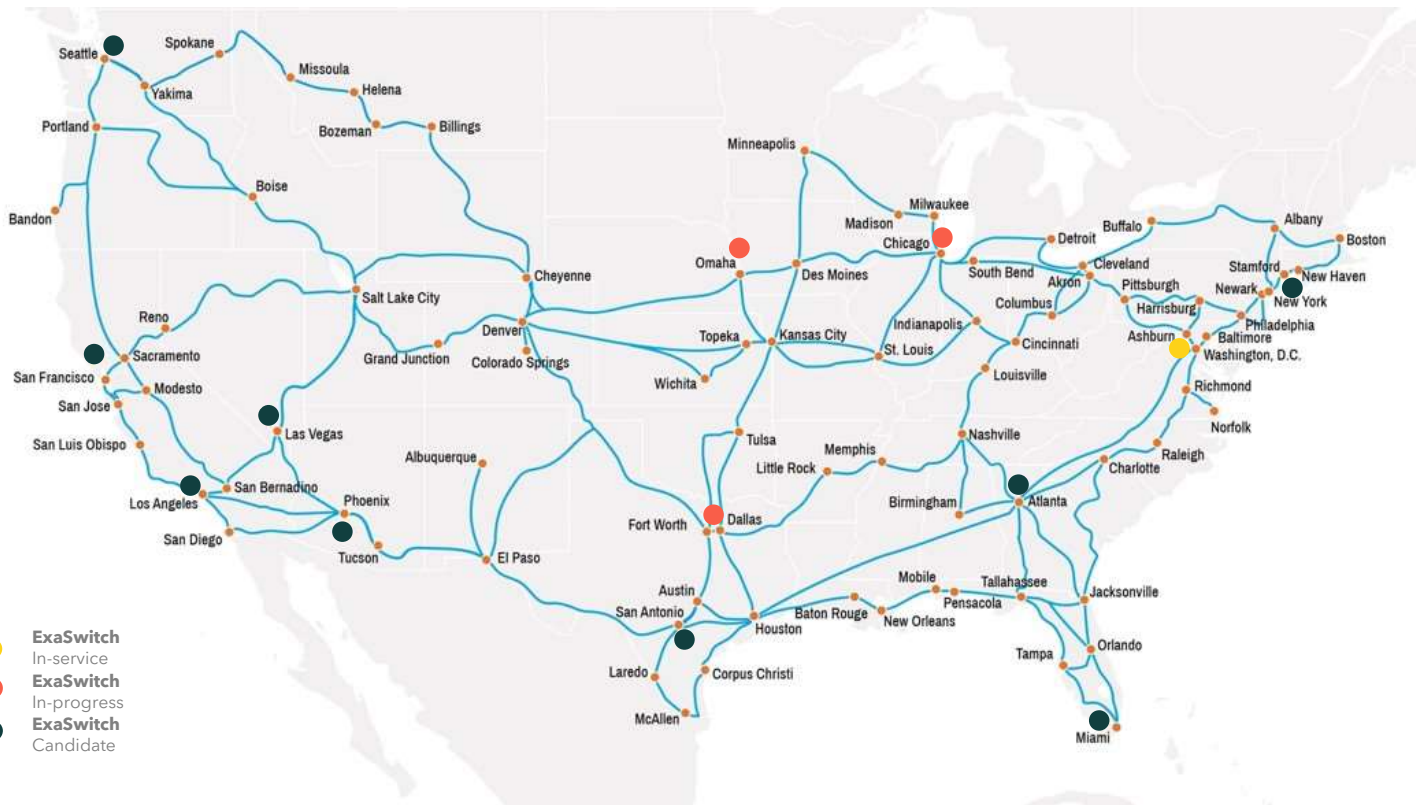 Seattle
Spokane
Yakima
Missoula
Helena
Bozeman
Billings
Portland
Boise
Bandon
Minneapolis
Milwaukee
Madison
Chicago
Detroit
Buffalo
Albany
Boston
Omaha
Des Moines
South Bend
Cleveland
Akron
Pittsburgh
Stamford
New Haven
Newark
New York
Cheyenne
Salt Lake City
Columbus
Harrisburg
Philadelphia
Reno
Denver
Topeka
Kansas City
Indianapolis
Cincinnati
Ashburn
Baltimore
Washington, D.C.
Sacramento
Grand Junction
Colorado Springs
St. Louis
San Francisco
Modesto
Wichita
Louisville
Richmond
San Jose
Norfolk
San Luis Obispo
Las Vegas
Tulsa
Nashville
Albuquerque
Memphis
Little Rock
Raleigh
Charlotte
San Bernadino
Los Angeles
Phoenix
Birmingham
Atlanta
Fort Worth
Dallas
San Diego
Tucson
El Paso
Austin
Mobile
Tallahassee
Jacksonville
San Antonio
Pensacola
Baton Rouge
New Orleans
Houston
ExaSwitch
In-service
Tampa
Orlando
Laredo
Corpus Christi
ExaSwitch
In-progress
McAllen
ExaSwitch
Candidate
Miami